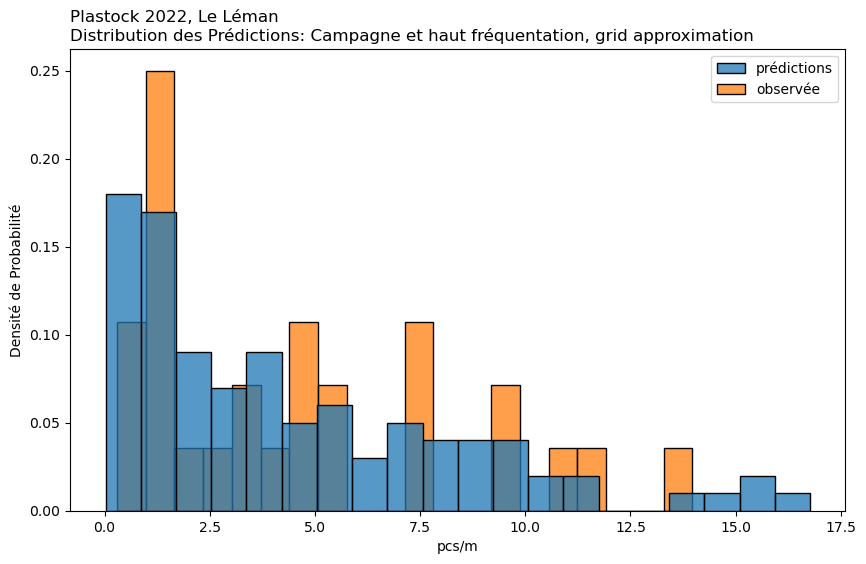 Plastock 2022, Le Léman
Distribution des Prédictions: Campagne et haut fréquentation, grid approximation
prédictions
observée
Densité de Probabilité
0.25
0.20
0.15
0.10
0.05
0.00
0.0
2.5
5.0
7.5
10.0
12.5
15.0
17.5
pcs/m